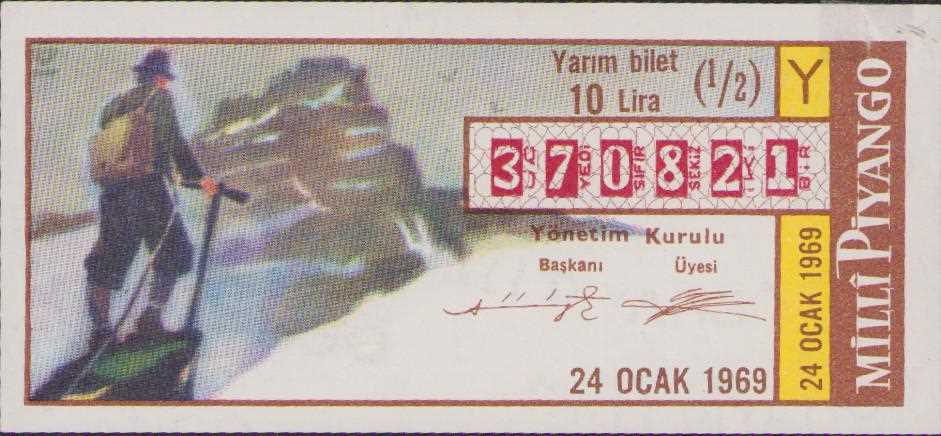 Yarım bilet
10 Lira
(1/2)
Y
3 7 0 8 2 1
ÜÇ YEDİ SIFIR SEKİZ İKİ BİR
Yönetim Kurulu
Başkanı Üyesi
24 OCAK 1969
24 OCAK 1969
MİLLÎ PİYANGO